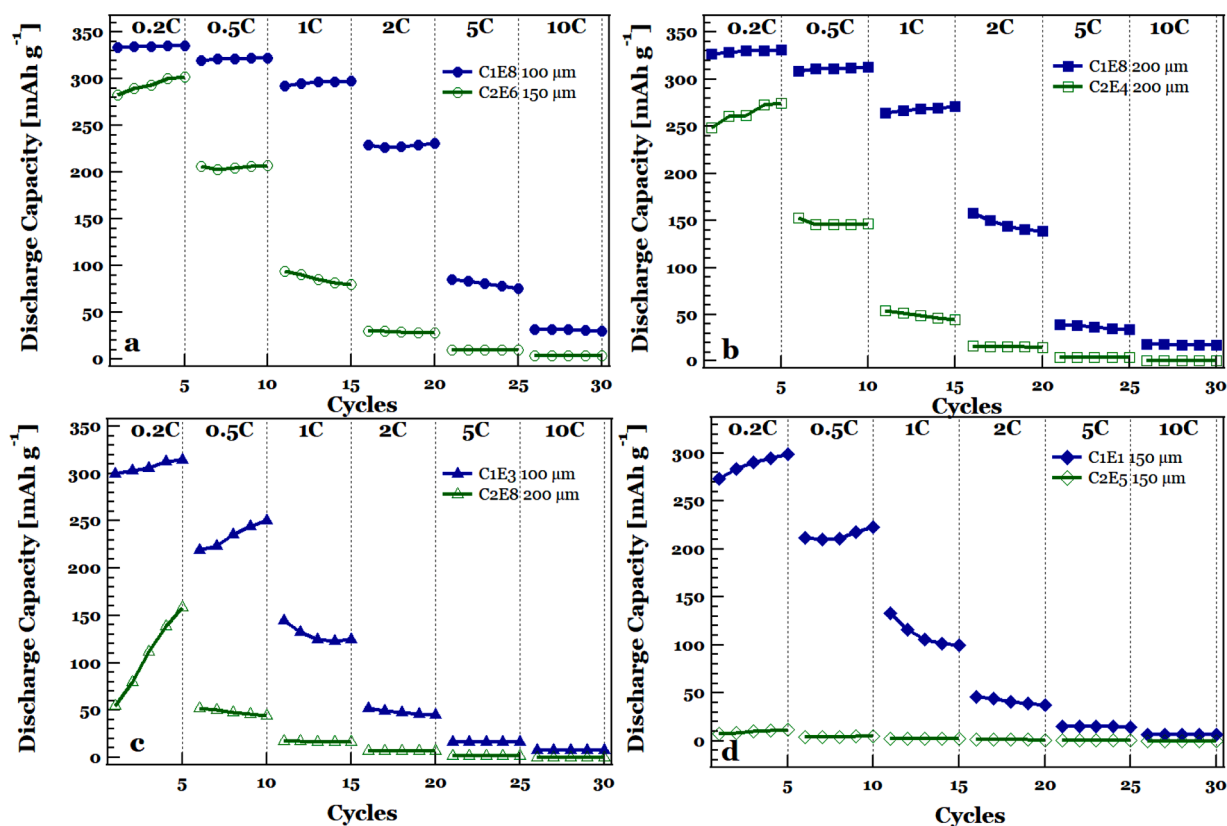 0.2C 0.5C 1C 2C 5C 10C
350
300
250
200
150
100
50
0
Discharge Capacity [mAh g-1]
C1E8 100 µm
C2E6 150 µm
a
5 10 15 20 25 30
Cycles
0.2C 0.5C 1C 2C 5C 10C
350
300
250
200
150
100
50
0
Discharge Capacity [mAh g-1]
C1E8 200 µm
C2E4 200 µm
b
5 10 15 20 25 30
Cycles
0.2C 0.5C 1C 2C 5C 10C
350
300
250
200
150
100
50
0
Discharge Capacity [mAh g-1]
C1E3 100 µm
C2E8 200 µm
c
5 10 15 20 25 30
Cycles
0.2C 0.5C 1C 2C 5C 10C
300
250
200
150
100
50
0
Discharge Capacity [mAh g-1]
C1E1 150 µm
C2E5 150 µm
d
5 10 15 20 25 30
Cycles